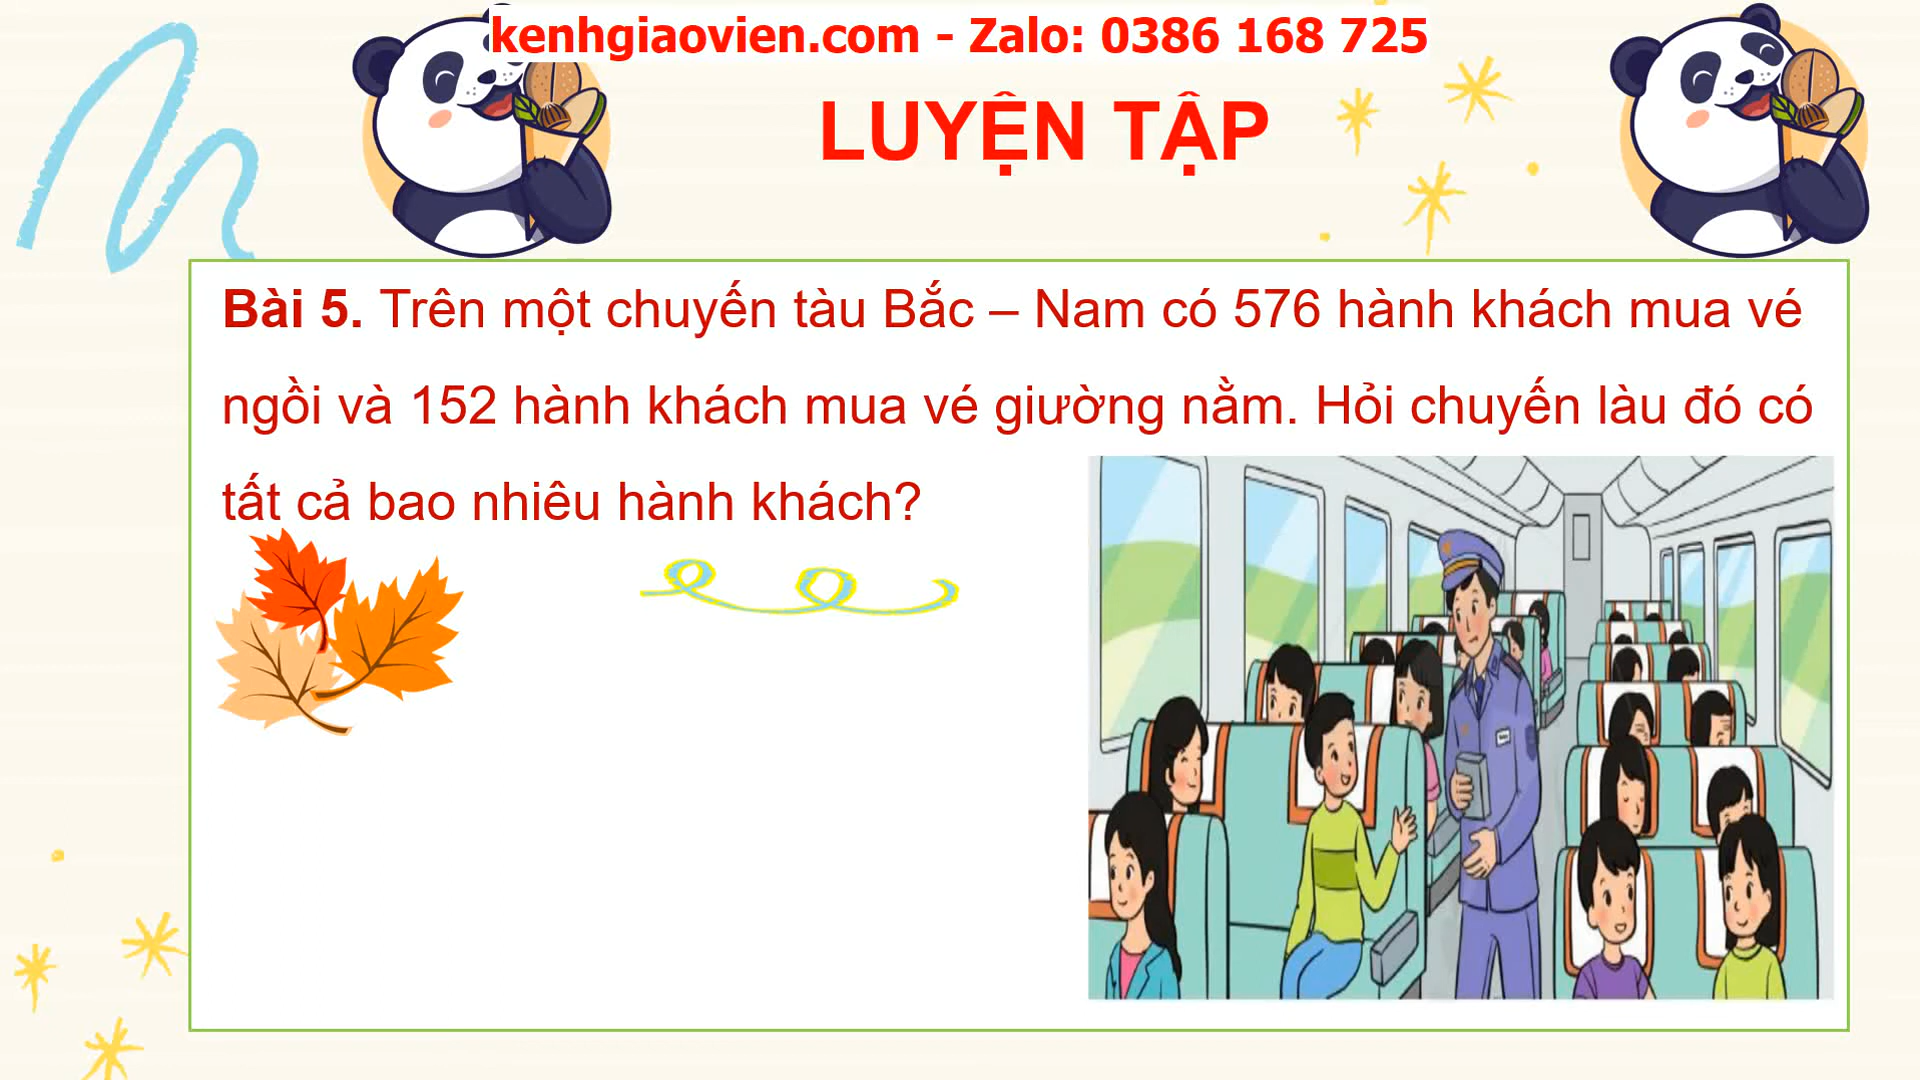 kenhgiaovien.com - Zalo: 0386 168 725
LUYỆN TẬP
Bài 5. Trên một chuyến tàu Bắc – Nam có 576 hành khách mua vé
ngồi và 152 hành khách mua vé giường nằm. Hỏi chuyến làu đó có
tất cả bao nhiêu hành khách?